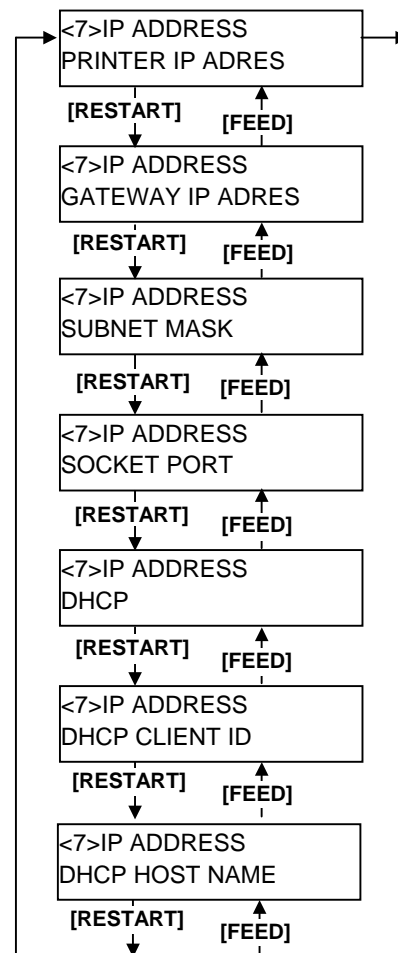 <7>IP ADDRESS
PRINTER IP ADRES
[RESTART]
[FEED]
<7>IP ADDRESS
GATEWAY IP ADRES
[RESTART]
[FEED]
<7>IP ADDRESS
SUBNET MASK
[RESTART]
[FEED]
<7>IP ADDRESS
SOCKET PORT
[RESTART]
[FEED]
<7>IP ADDRESS
DHCP
[RESTART]
[FEED]
<7>IP ADDRESS
DHCP CLIENT ID
[RESTART]
[FEED]
<7>IP ADDRESS
DHCP HOST NAME
[RESTART]
[FEED]